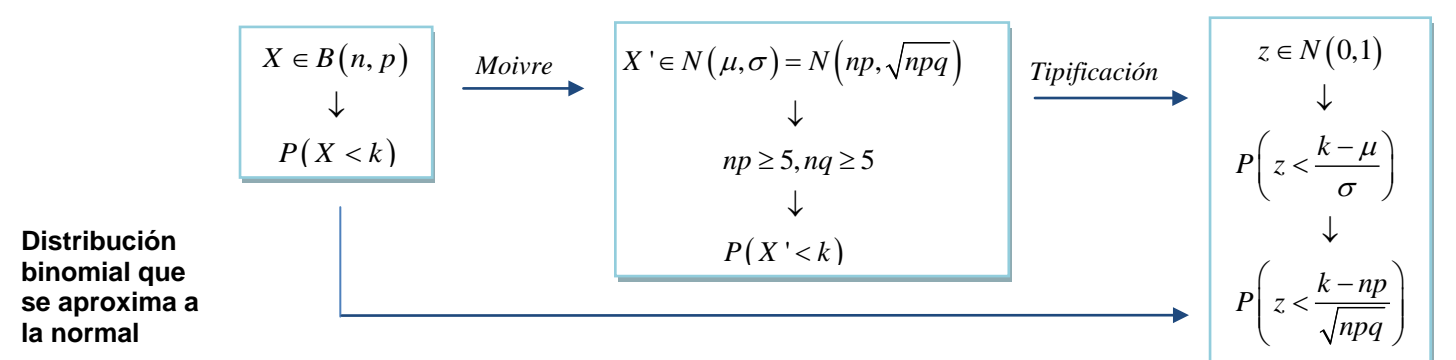 X ∈ B(n, p)
↓
P(X < k)
Moivre
X ' ∈ N(μ,σ) = N(np, √npq)
↓
np ≥ 5, nq ≥ 5
↓
P(X ' < k)
Tipificación
z ∈ N(0,1)
↓
P(z < (k − μ)/σ)
↓
P(z < (k − np)/√npq)
Distribución
binomial que
se aproxima a
la normal